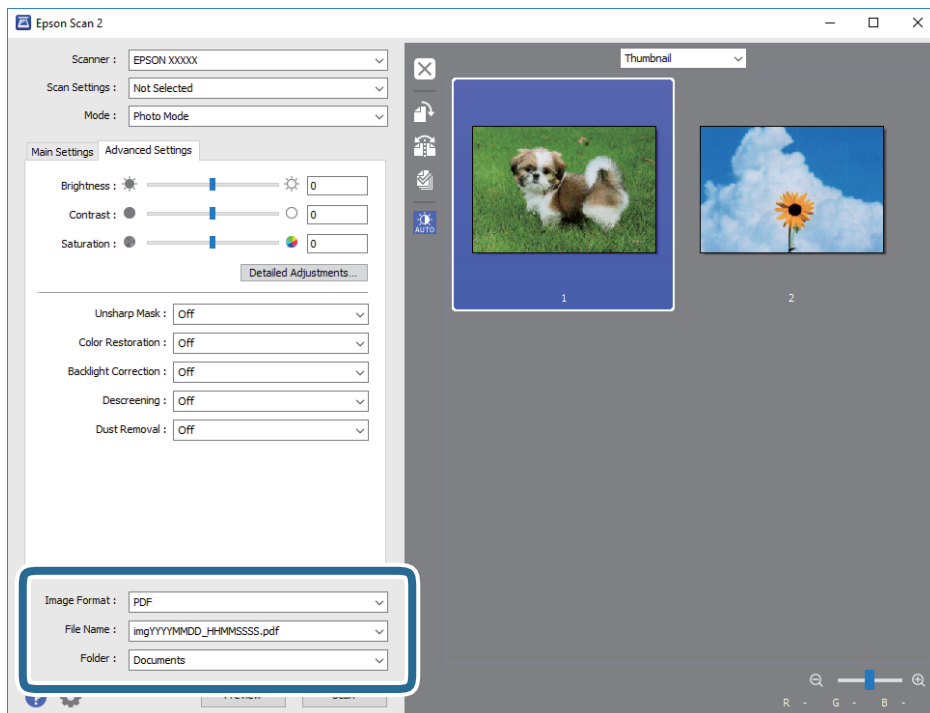 Epson Scan 2
Scanner : EPSON XXXXX
Scan Settings : Not Selected
Mode : Photo Mode
Main Settings Advanced Settings
Brightness : 0
Contrast : 0
Saturation : 0
Detailed Adjustments...
Unsharp Mask : Off
Color Restoration : Off
Backlight Correction : Off
Descreening : Off
Dust Removal : Off
Image Format : PDF
File Name : imgYYYYMMDD_HHMMSSSS.pdf
Folder : Documents
?
Preview Scan
Thumbnail
AUTO
1 2
R - G - B -